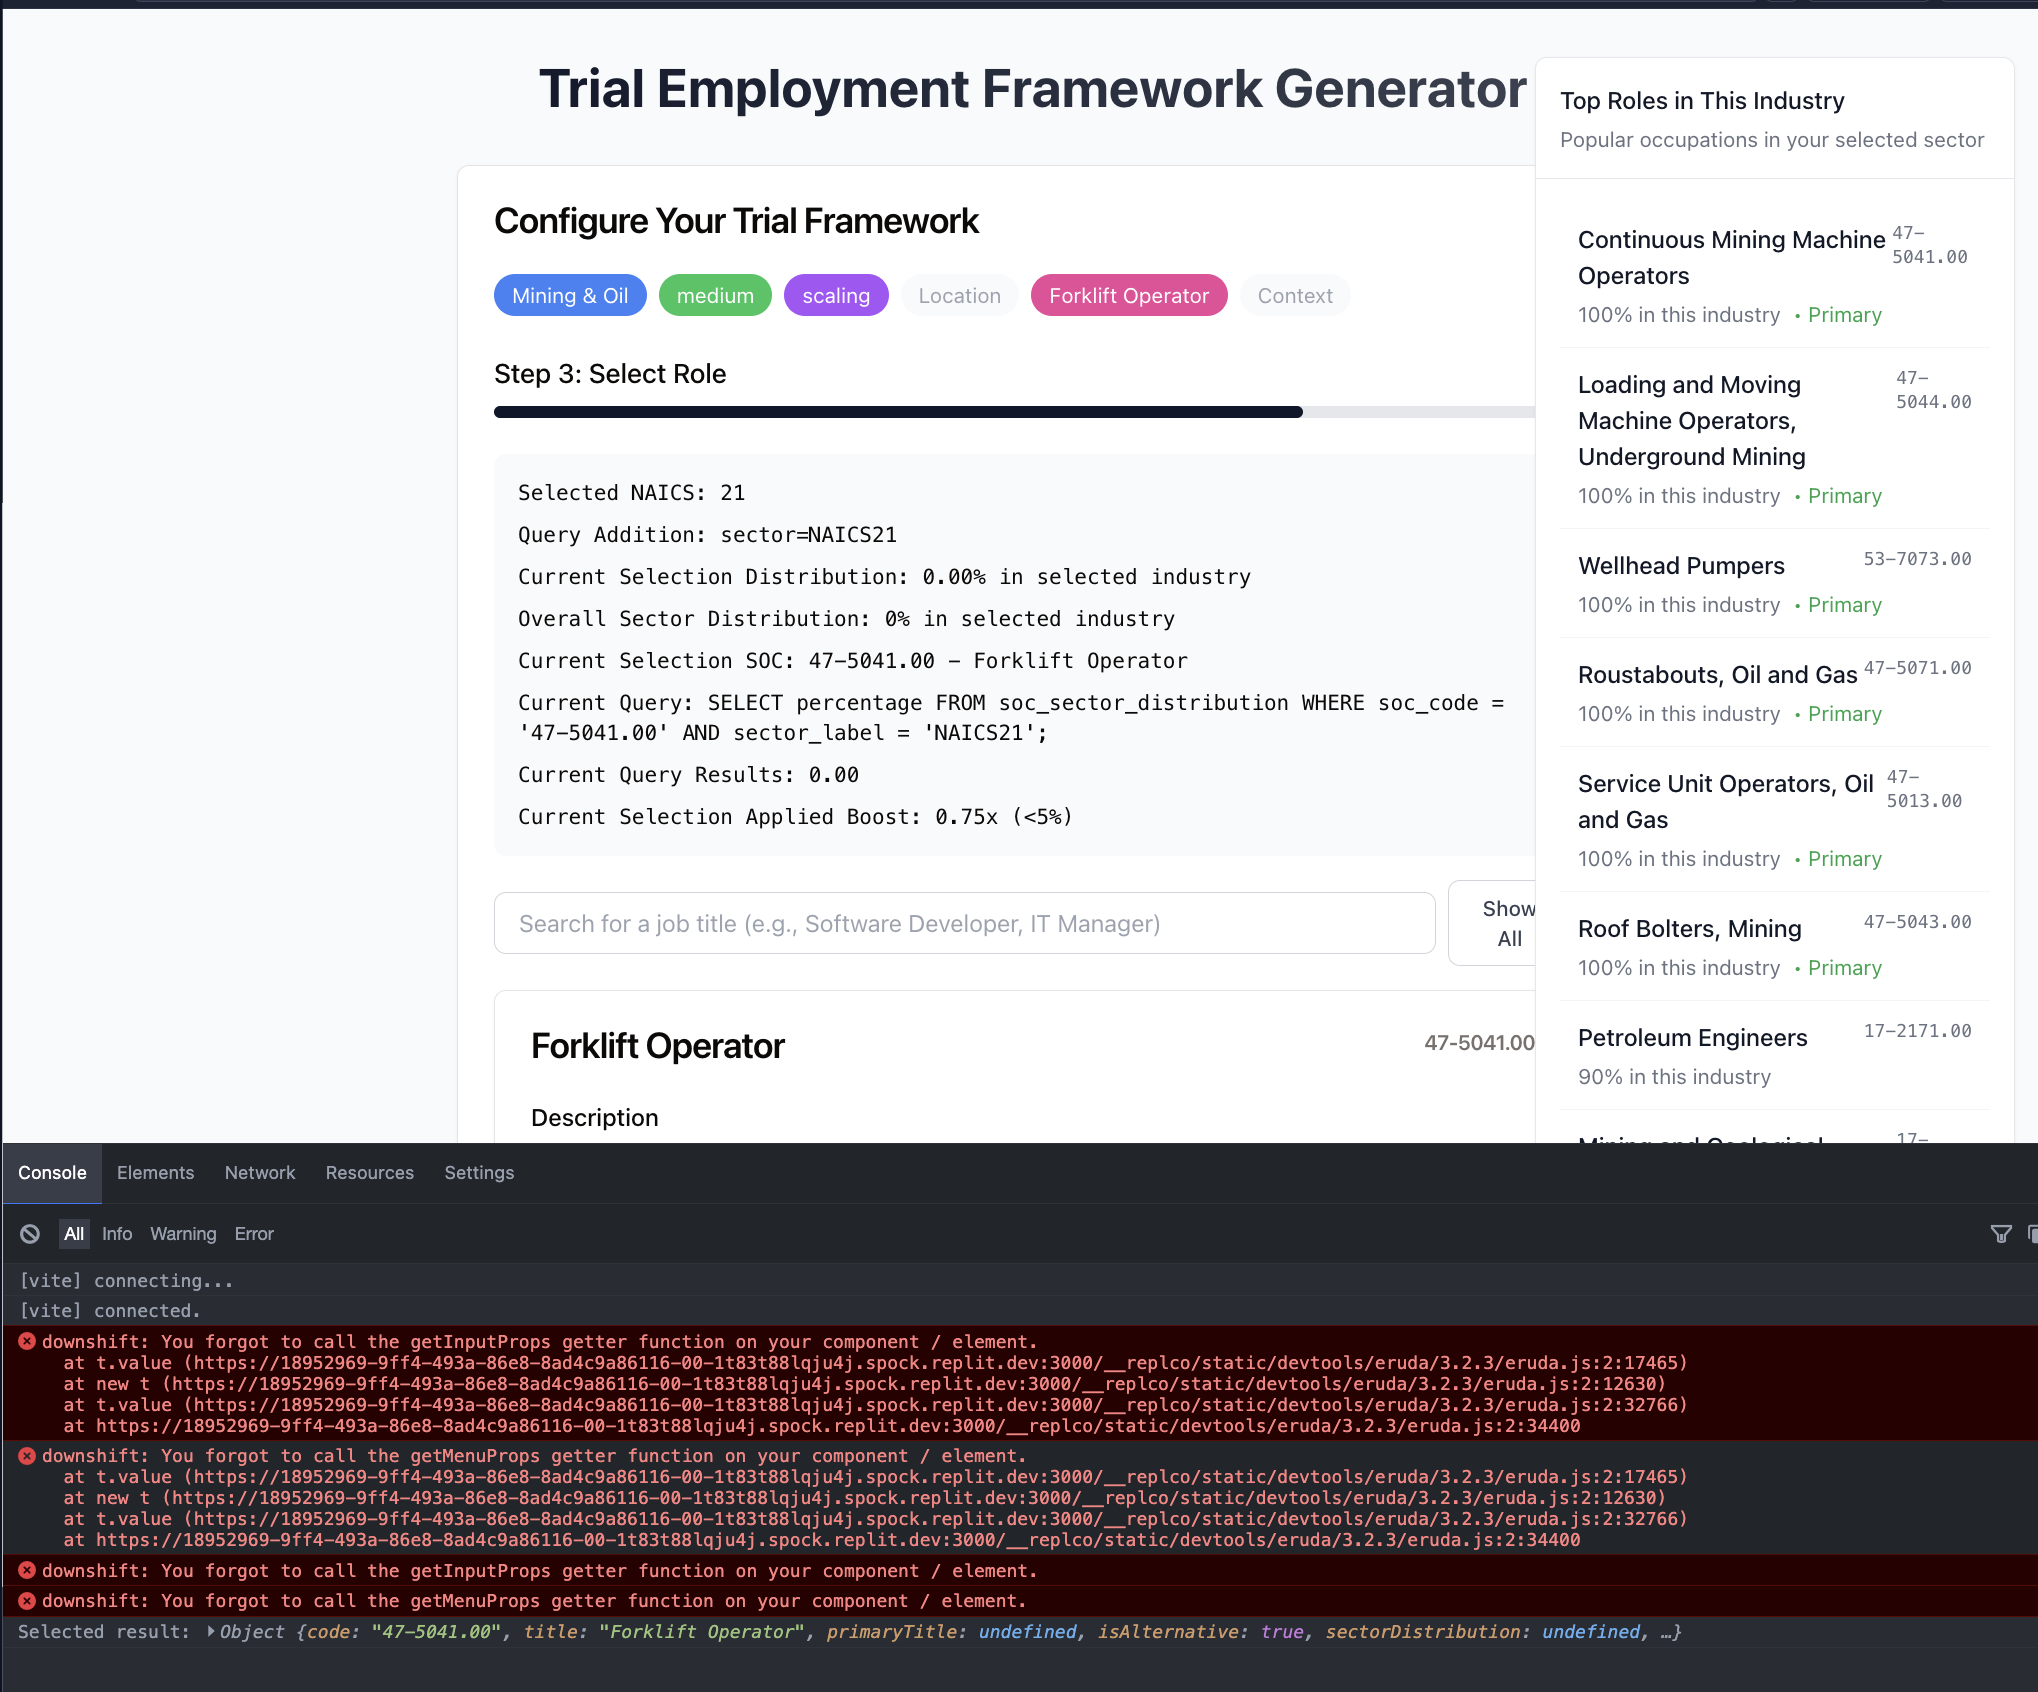 Trial Employment Framework Generator
Configure Your Trial Framework
Mining & Oil
medium
scaling
Location
Forklift Operator
Context
Step 3: Select Role
Selected NAICS: 21
Query Addition: sector=NAICS21
Current Selection Distribution: 0.00% in selected industry
Overall Sector Distribution: 0% in selected industry
Current Selection SOC: 47-5041.00 - Forklift Operator
Current Query: SELECT percentage FROM soc_sector_distribution WHERE soc_code =
'47-5041.00' AND sector_label = 'NAICS21';
Current Query Results: 0.00
Current Selection Applied Boost: 0.75x (<5%)
Search for a job title (e.g., Software Developer, IT Manager)
Show
All
Forklift Operator
47-5041.00
Description
Top Roles in This Industry
Popular occupations in your selected sector
Continuous Mining Machine
Operators
47-
5041.00
100% in this industry • Primary
Loading and Moving
Machine Operators,
Underground Mining
47-
5044.00
100% in this industry • Primary
Wellhead Pumpers
53-7073.00
100% in this industry • Primary
Roustabouts, Oil and Gas
47-5071.00
100% in this industry • Primary
Service Unit Operators, Oil
and Gas
47-
5013.00
100% in this industry • Primary
Roof Bolters, Mining
47-5043.00
100% in this industry • Primary
Petroleum Engineers
17-2171.00
90% in this industry
Mining and Geological
17-
Console
Elements
Network
Resources
Settings
All
Info
Warning
Error
[vite] connecting...
[vite] connected.
downshift: You forgot to call the getInputProps getter function on your component / element.
at t.value (https://18952969-9ff4-493a-86e8-8ad4c9a86116-00-1t83t88lqju4j.spock.replit.dev:3000/__replco/static/devtools/eruda/3.2.3/eruda.js:2:17465)
at new t (https://18952969-9ff4-493a-86e8-8ad4c9a86116-00-1t83t88lqju4j.spock.replit.dev:3000/__replco/static/devtools/eruda/3.2.3/eruda.js:2:12630)
at t.value (https://18952969-9ff4-493a-86e8-8ad4c9a86116-00-1t83t88lqju4j.spock.replit.dev:3000/__replco/static/devtools/eruda/3.2.3/eruda.js:2:32766)
at https://18952969-9ff4-493a-86e8-8ad4c9a86116-00-1t83t88lqju4j.spock.replit.dev:3000/__replco/static/devtools/eruda/3.2.3/eruda.js:2:34400
downshift: You forgot to call the getMenuProps getter function on your component / element.
at t.value (https://18952969-9ff4-493a-86e8-8ad4c9a86116-00-1t83t88lqju4j.spock.replit.dev:3000/__replco/static/devtools/eruda/3.2.3/eruda.js:2:17465)
at new t (https://18952969-9ff4-493a-86e8-8ad4c9a86116-00-1t83t88lqju4j.spock.replit.dev:3000/__replco/static/devtools/eruda/3.2.3/eruda.js:2:12630)
at t.value (https://18952969-9ff4-493a-86e8-8ad4c9a86116-00-1t83t88lqju4j.spock.replit.dev:3000/__replco/static/devtools/eruda/3.2.3/eruda.js:2:32766)
at https://18952969-9ff4-493a-86e8-8ad4c9a86116-00-1t83t88lqju4j.spock.replit.dev:3000/__replco/static/devtools/eruda/3.2.3/eruda.js:2:34400
downshift: You forgot to call the getInputProps getter function on your component / element.
downshift: You forgot to call the getMenuProps getter function on your component / element.
Selected result: Object {code: "47-5041.00", title: "Forklift Operator", primaryTitle: undefined, isAlternative: true, sectorDistribution: undefined, …}